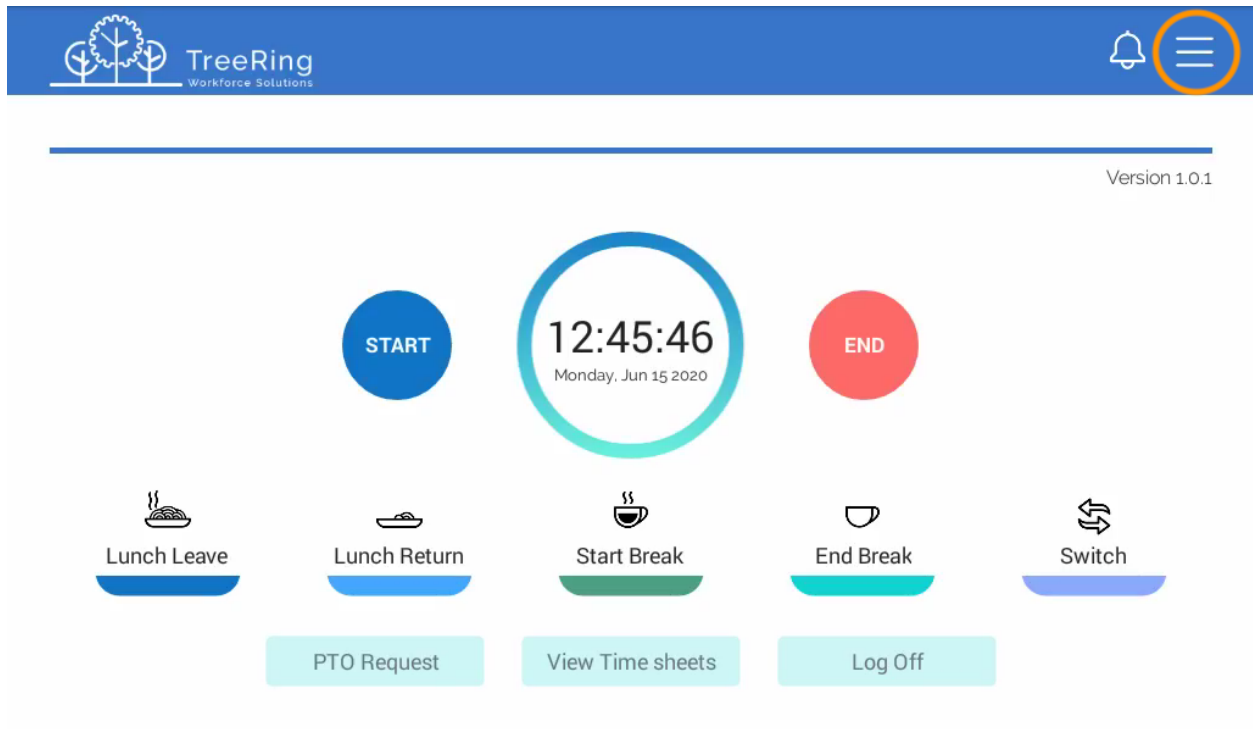 TreeRing
Workforce Solutions
Version 1.0.1
START
12:45:46
Monday, Jun 15 2020
END
Lunch Leave
Lunch Return
Start Break
End Break
Switch
PTO Request
View Time sheets
Log Off